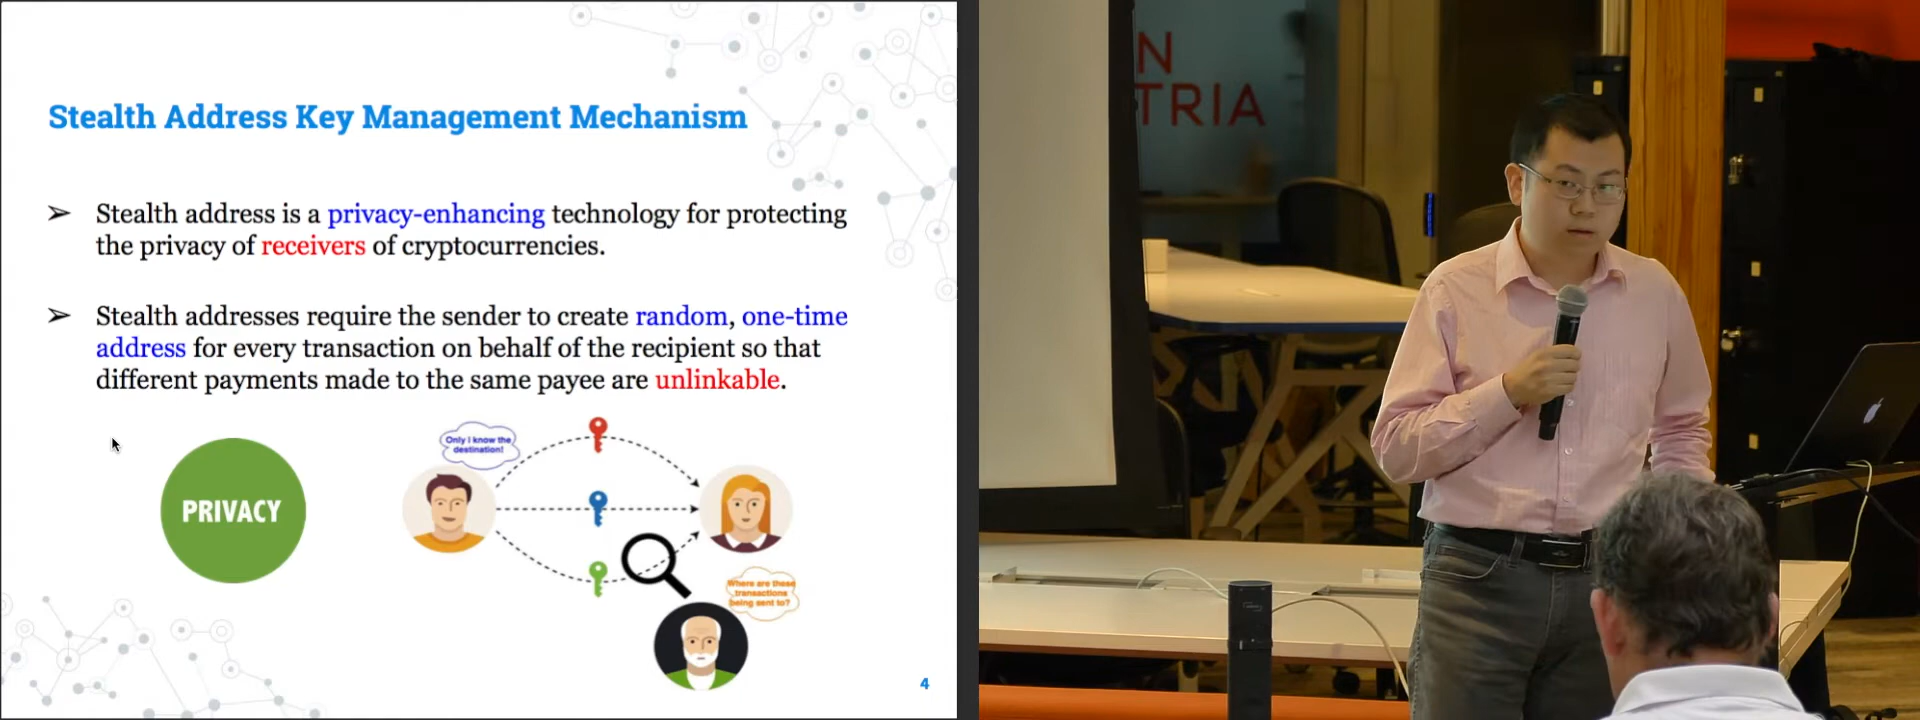 Stealth Address Key Management Mechanism
➢ Stealth address is a privacy-enhancing technology for protecting
the privacy of receivers of cryptocurrencies.
➢ Stealth addresses require the sender to create random, one-time
address for every transaction on behalf of the recipient so that
different payments made to the same payee are unlinkable.
PRIVACY
Only I know the
destination!
Where are these
transactions
being sent to?
4
N
TRIA